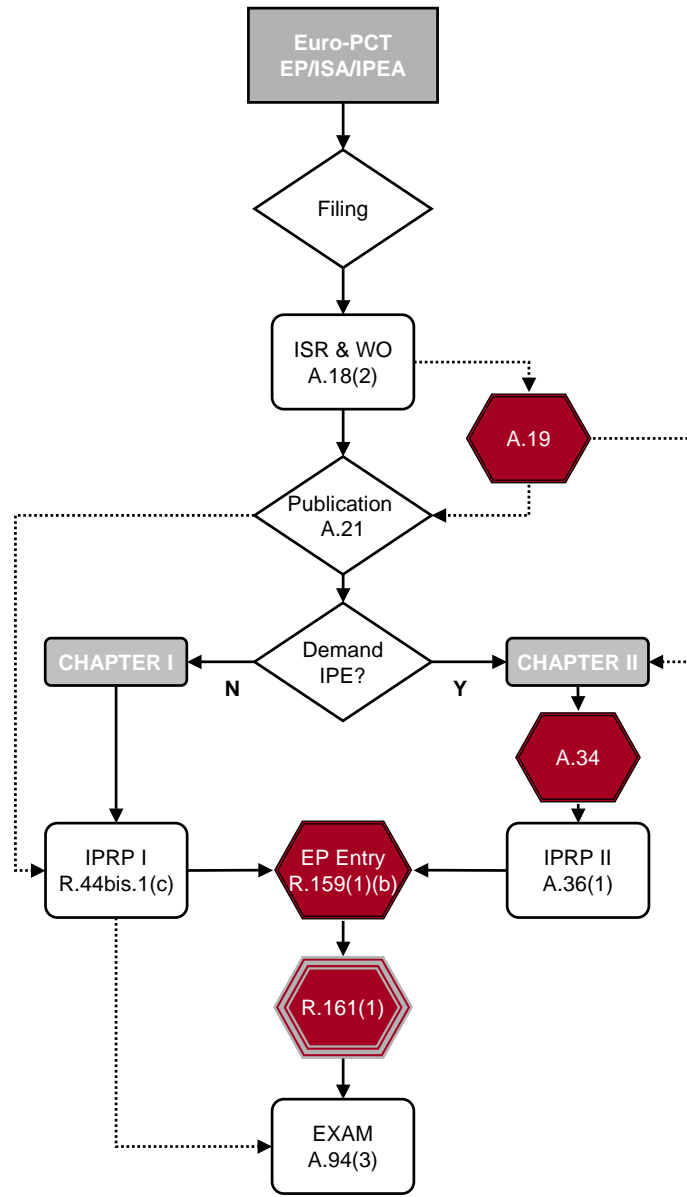 Euro-PCT
EP/ISA/IPEA
Filing
ISR & WO
A.18(2)
A.19
Publication
A.21
Demand
IPE?
CHAPTER I
N
Y
CHAPTER II
A.34
IPRP I
R.44bis.1(c)
EP Entry
R.159(1)(b)
IPRP II
A.36(1)
R.161(1)
EXAM
A.94(3)